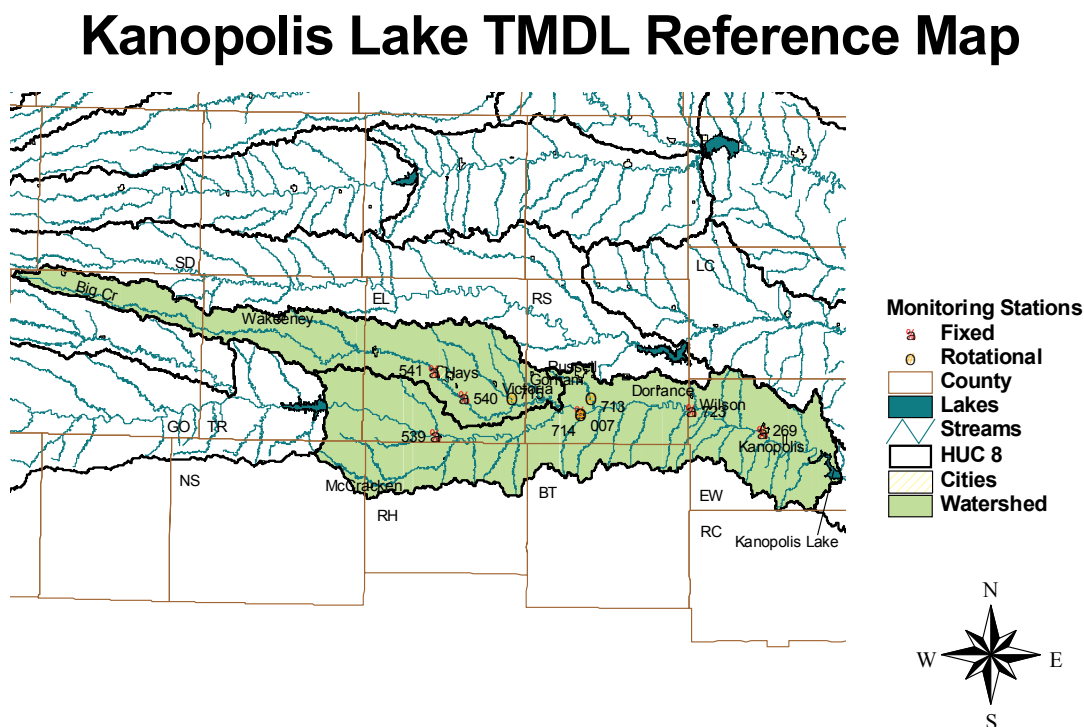 Kanopolis Lake TMDL Reference Map
SD
LC
Big Cr
EL
RS
Wakeeney
Monitoring Stations
Fixed
Rotational
County
Lakes
Streams
HUC 8
Cities
Watershed
Russell
541
Hays
Gorham
Victoria
Dorrance
540
713
Wilson
GO
TR
714
007
723
269
539
Kanopolis
NS
McCracken
BT
EW
RH
RC
Kanopolis Lake
N
W
E
S